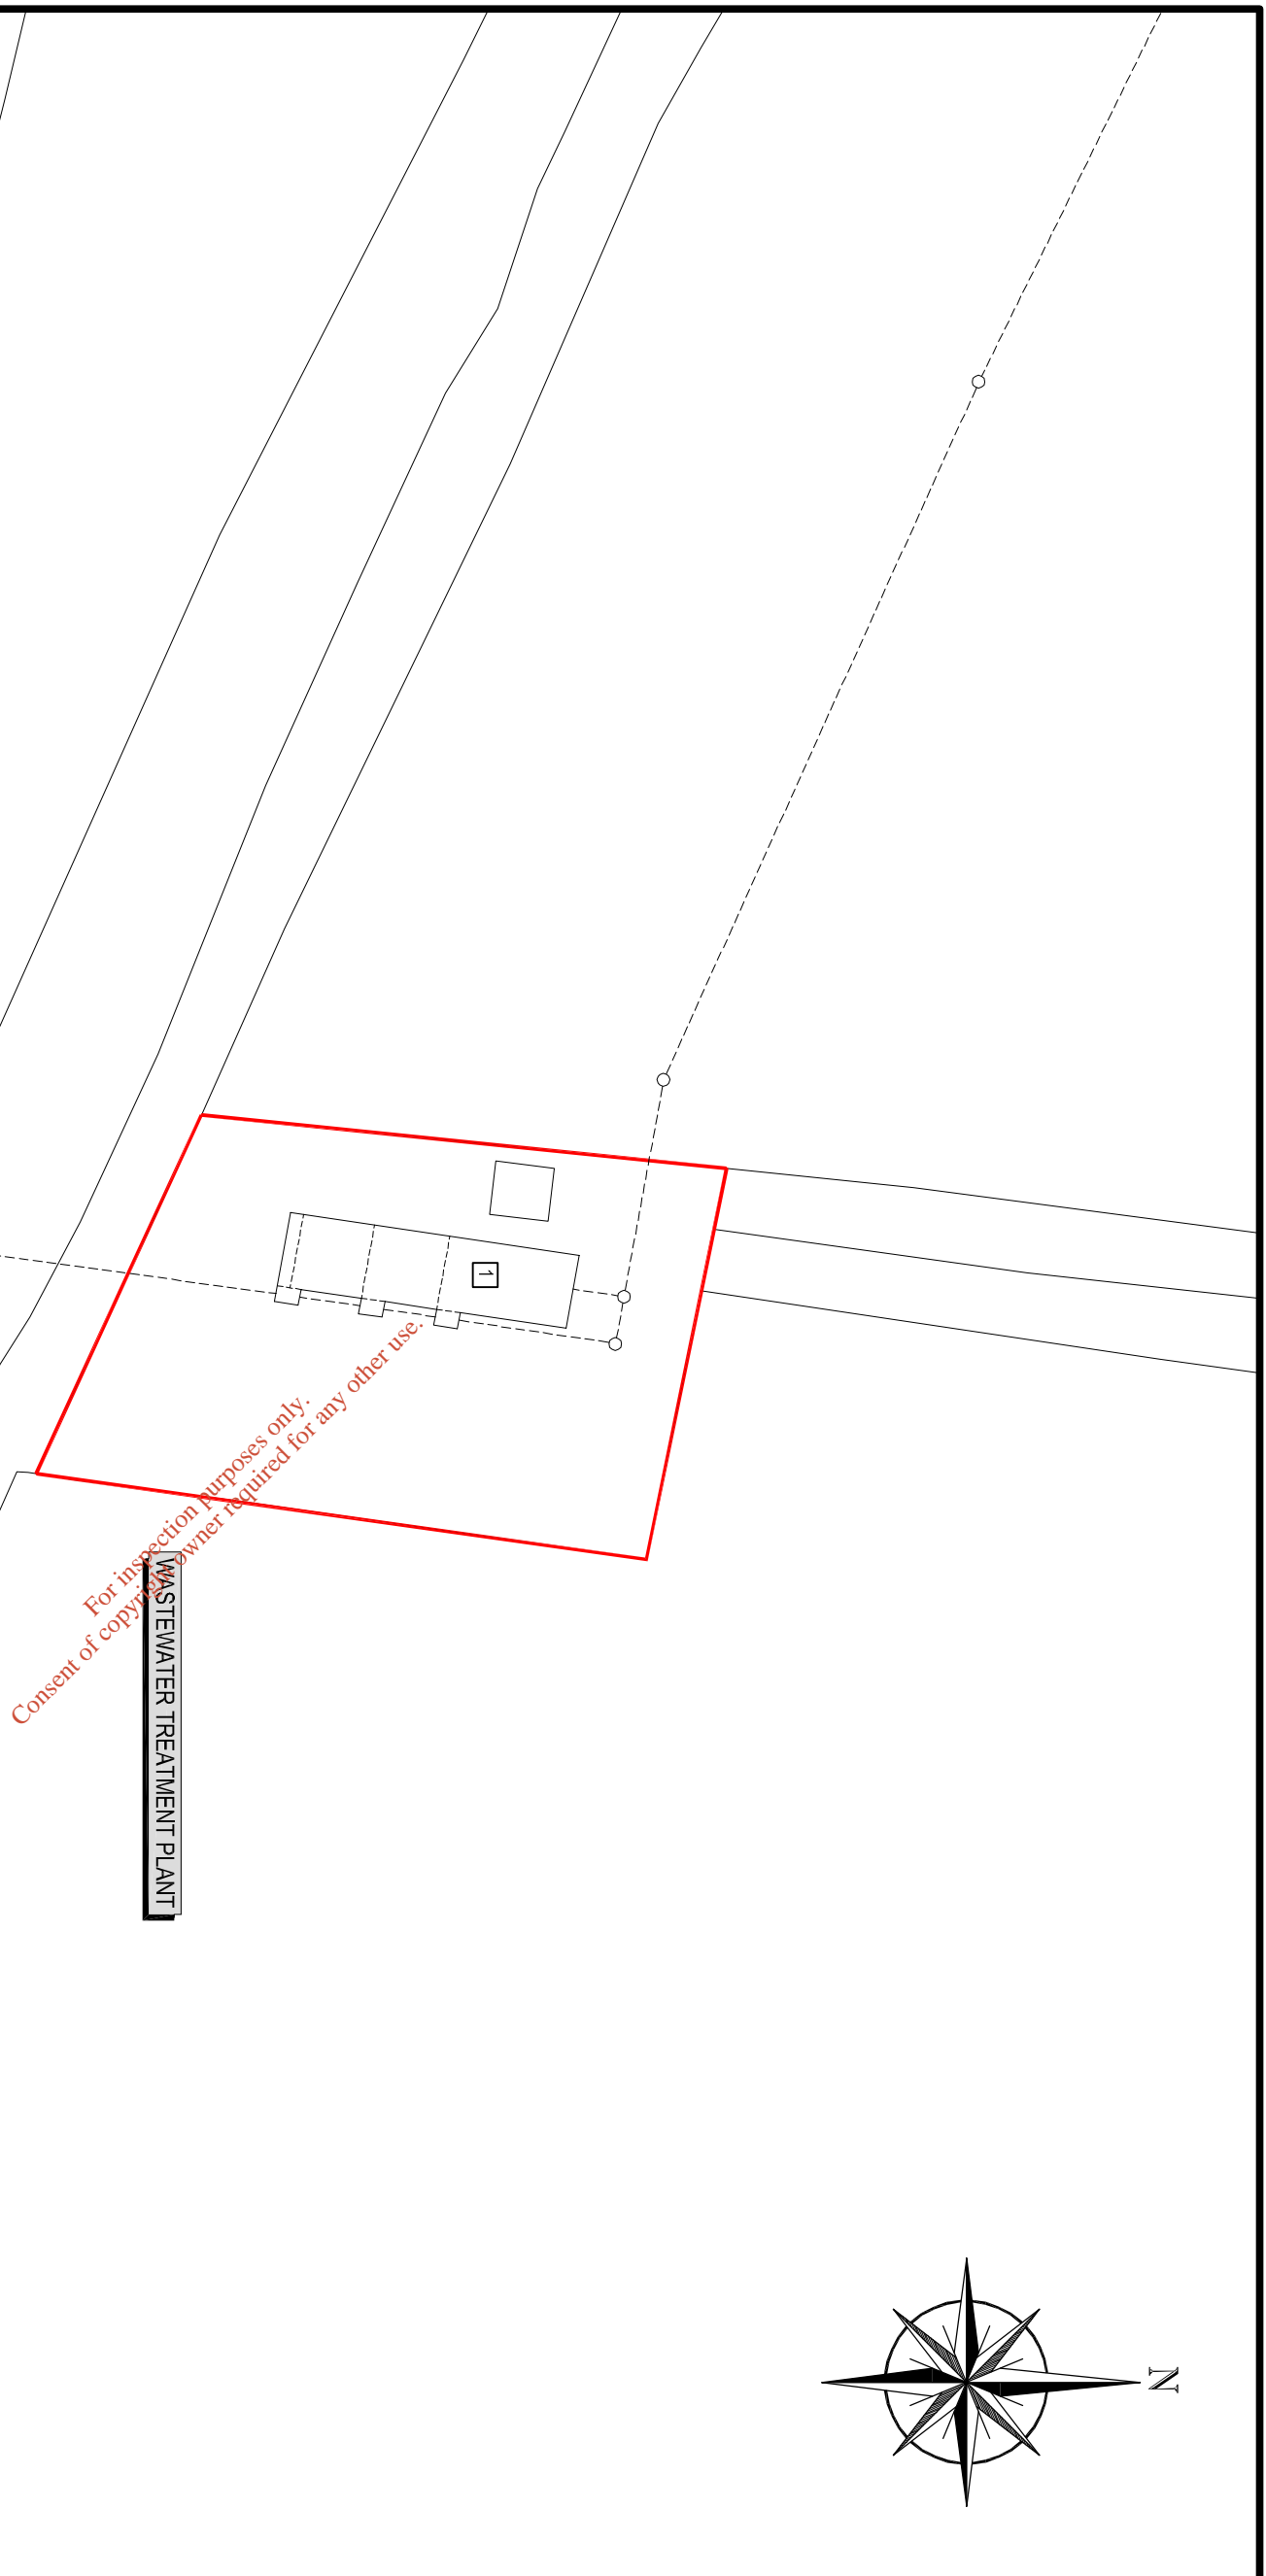 1
For inspection purposes only.
Consent of copyright owner required for any other use.
WASTEWATER TREATMENT PLANT
N